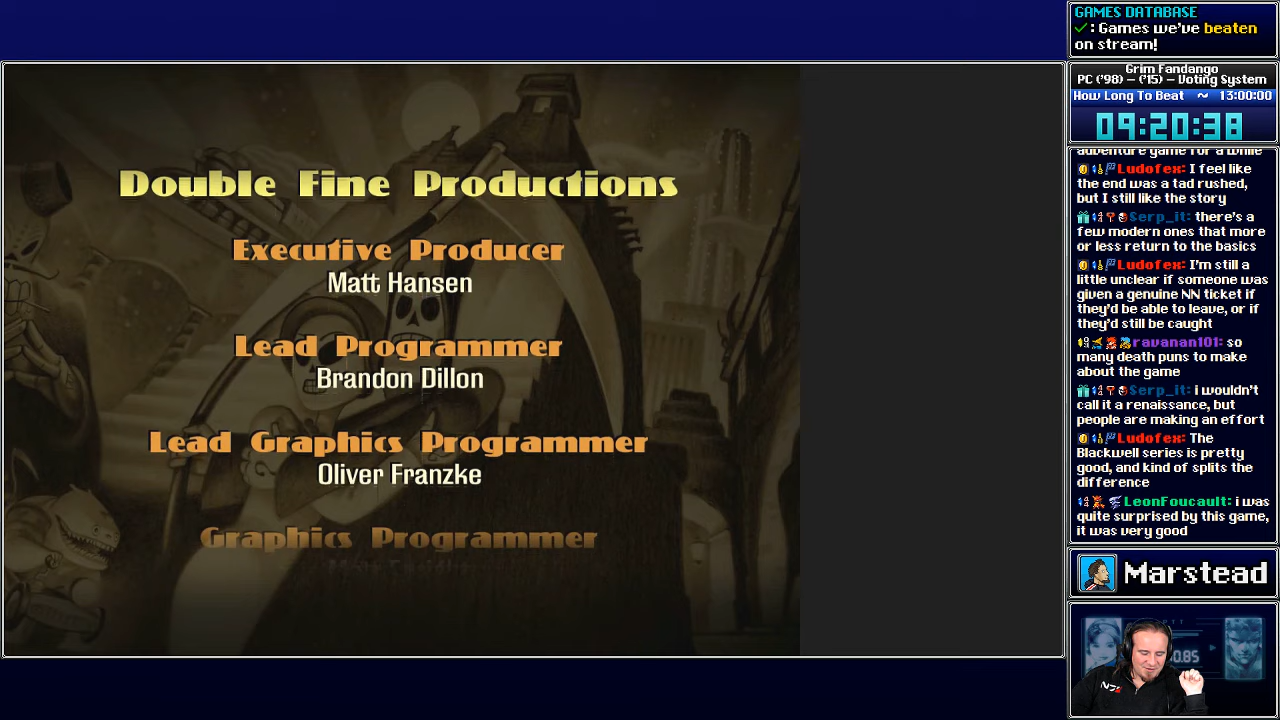 GAMES DATABASE
✓: Games we've beaten
on stream!
Grim Fandango
PC ('98) – ('15) – Voting System
How Long To Beat ~ 13:00:00
09:20:38
Double Fine Productions
Executive Producer
Matt Hansen
Lead Programmer
Brandon Dillon
Lead Graphics Programmer
Oliver Franzke
Graphics Programmer
adventure game for a while
Ludofex: I feel like
the end was a tad rushed,
but I still like the story
Serp_it: there's a
few modern ones that more
or less return to the basics
Ludofex: I'm still a
little unclear if someone was
given a genuine NN ticket if
they'd be able to leave, or if
they'd still be caught
ravanan101: so
many death puns to make
about the game
Serp_it: i wouldn't
call it a renaissance, but
people are making an effort
Ludofex: The
Blackwell series is pretty
good, and kind of splits the
difference
LeonFoucault: i was
quite surprised by this game,
it was very good
Marstead
0.85
N7